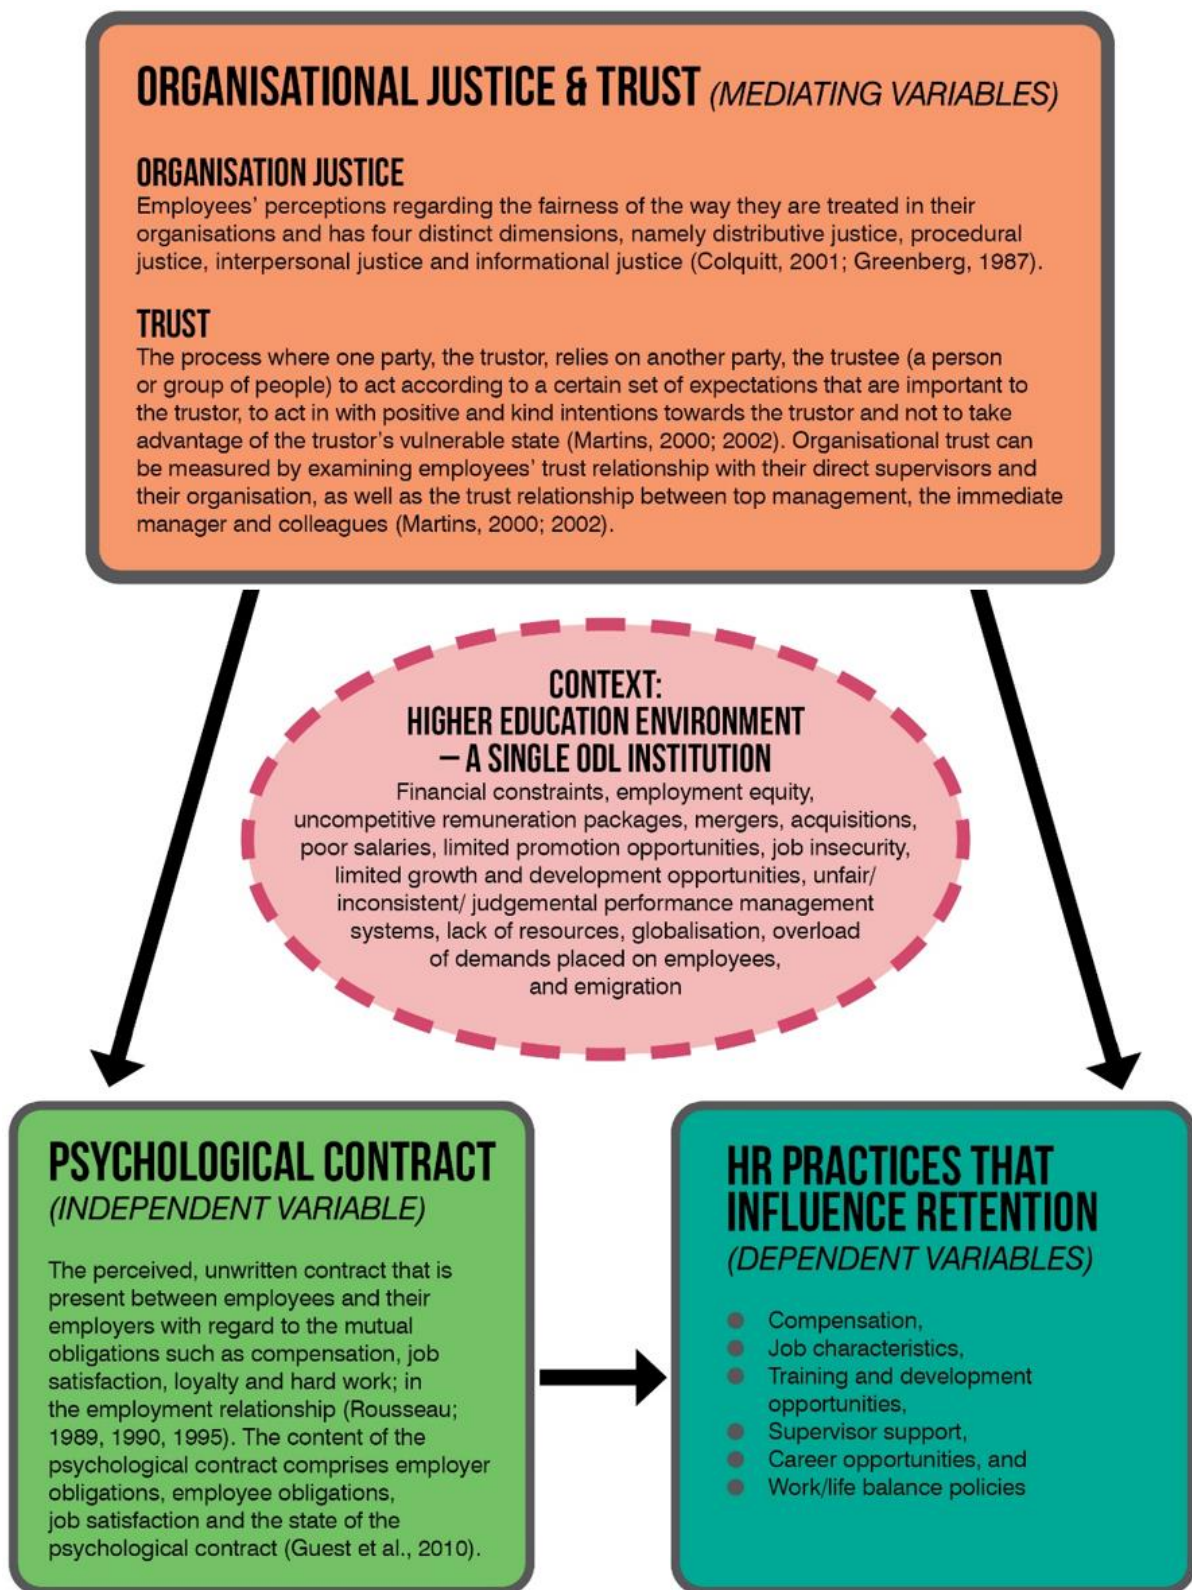 ORGANISATIONAL JUSTICE & TRUST (MEDIATING VARIABLES)
ORGANISATION JUSTICE
Employees' perceptions regarding the fairness of the way they are treated in their
organisations and has four distinct dimensions, namely distributive justice, procedural
justice, interpersonal justice and informational justice (Colquitt, 2001; Greenberg, 1987).
TRUST
The process where one party, the trustor, relies on another party, the trustee (a person
or group of people) to act according to a certain set of expectations that are important to
the trustor, to act in with positive and kind intentions towards the trustor and not to take
advantage of the trustor's vulnerable state (Martins, 2000; 2002). Organisational trust can
be measured by examining employees' trust relationship with their direct supervisors and
their organisation, as well as the trust relationship between top management, the immediate
manager and colleagues (Martins, 2000; 2002).
CONTEXT:
HIGHER EDUCATION ENVIRONMENT
– A SINGLE ODL INSTITUTION
Financial constraints, employment equity,
uncompetitive remuneration packages, mergers, acquisitions,
poor salaries, limited promotion opportunities, job insecurity,
limited growth and development opportunities, unfair/
inconsistent/ judgemental performance management
systems, lack of resources, globalisation, overload
of demands placed on employees,
and emigration
PSYCHOLOGICAL CONTRACT
(INDEPENDENT VARIABLE)
The perceived, unwritten contract that is
present between employees and their
employers with regard to the mutual
obligations such as compensation, job
satisfaction, loyalty and hard work; in
the employment relationship (Rousseau;
1989, 1990, 1995). The content of the
psychological contract comprises employer
obligations, employee obligations,
job satisfaction and the state of the
psychological contract (Guest et al., 2010).
HR PRACTICES THAT
INFLUENCE RETENTION
(DEPENDENT VARIABLES)
Compensation,
Job characteristics,
Training and development
opportunities,
Supervisor support,
Career opportunities, and
Work/life balance policies